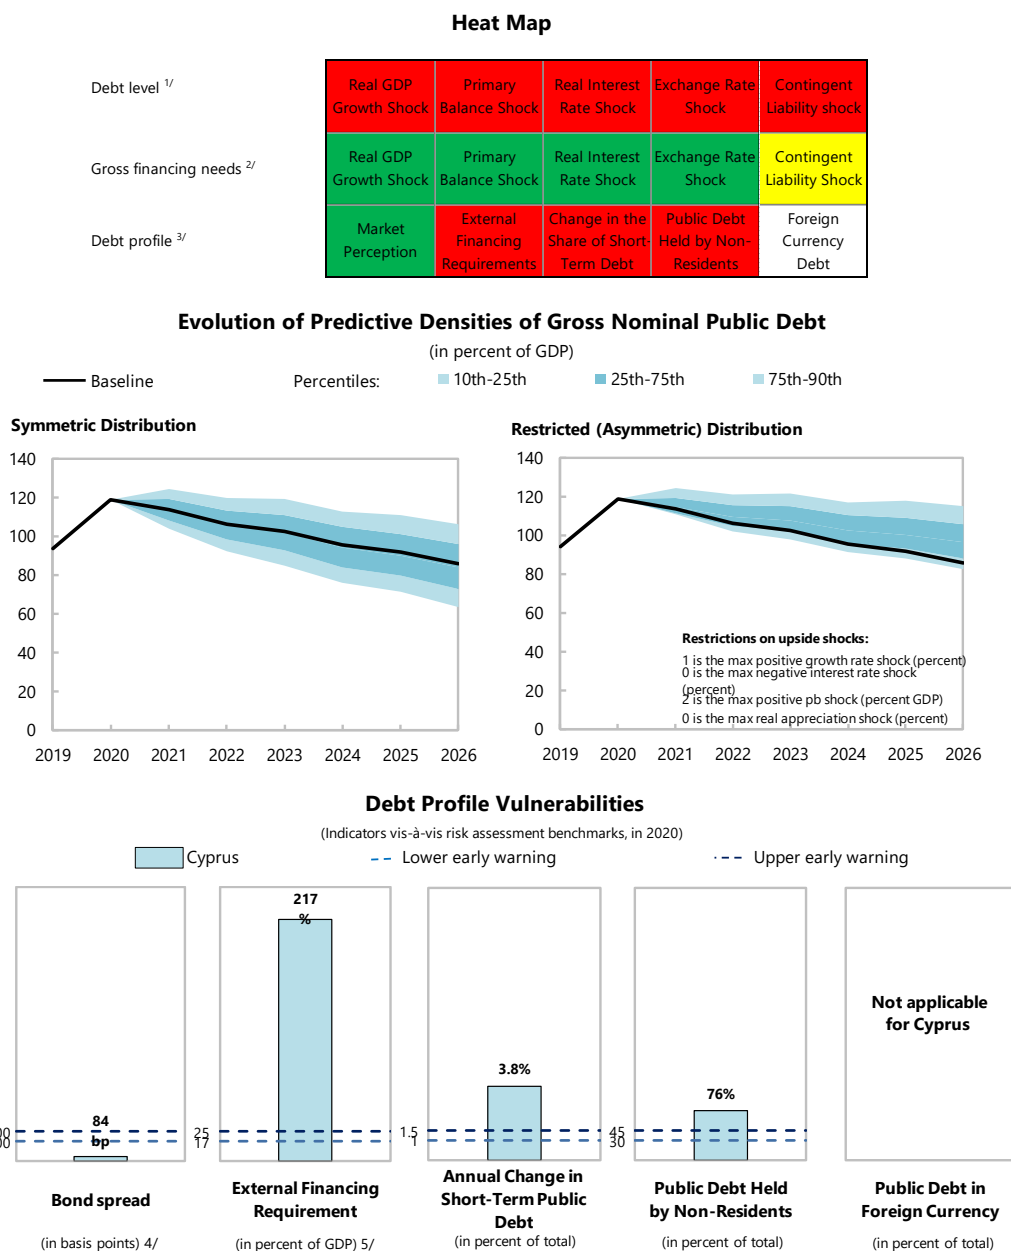 Heat Map
Debt level 1/
Real GDP Growth Shock
Primary Balance Shock
Real Interest Rate Shock
Exchange Rate Shock
Contingent Liability shock
Gross financing needs 2/
Real GDP Growth Shock
Primary Balance Shock
Real Interest Rate Shock
Exchange Rate Shock
Contingent Liability Shock
Debt profile 3/
Market Perception
External Financing Requirements
Change in the Share of Short-Term Debt
Public Debt Held by Non-Residents
Foreign Currency Debt
Evolution of Predictive Densities of Gross Nominal Public Debt
(in percent of GDP)
Baseline
Percentiles:
10th-25th
25th-75th
75th-90th
Symmetric Distribution
140
120
100
80
60
40
20
0
2019 2020 2021 2022 2023 2024 2025 2026
Restricted (Asymmetric) Distribution
140
120
100
80
60
40
20
0
Restrictions on upside shocks:
1 is the max positive growth rate shock (percent)
0 is the max negative interest rate shock
(percent)
2 is the max positive pb shock (percent GDP)
0 is the max real appreciation shock (percent)
2019 2020 2021 2022 2023 2024 2025 2026
Debt Profile Vulnerabilities
(Indicators vis-à-vis risk assessment benchmarks, in 2020)
Cyprus
Lower early warning
Upper early warning
84
bp
Bond spread
(in basis points) 4/
217
%
25
17
External Financing
Requirement
(in percent of GDP) 5/
3.8%
1.5
1
Annual Change in
Short-Term Public
Debt
(in percent of total)
76%
45
30
Public Debt Held
by Non-Residents
(in percent of total)
Not applicable
for Cyprus
Public Debt in
Foreign Currency
(in percent of total)